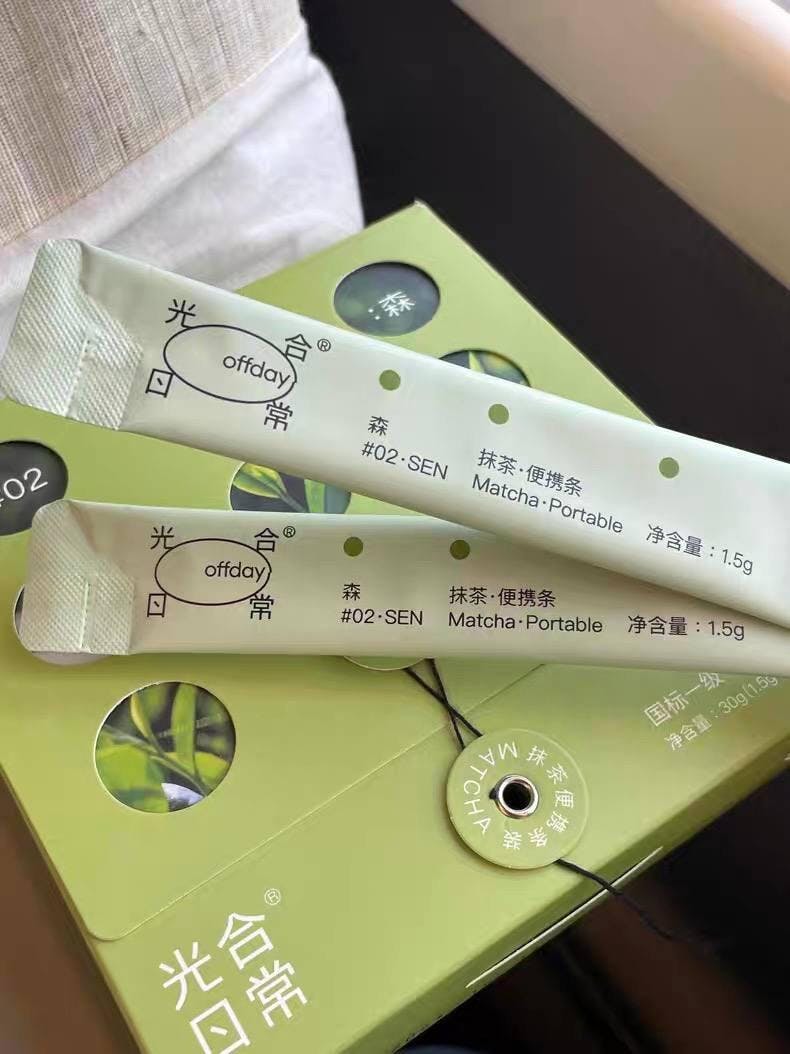 森
光合®
offday
日常
森
#02·SEN
抹茶·便携条
Matcha·Portable
净含量：1.5g
#02
光合®
offday
日常
森
#02·SEN
抹茶·便携条
Matcha·Portable
净含量：1.5g
国标一级
净含量：30g(1.5g
抹茶便携条装
MATCHA
光合®
日常